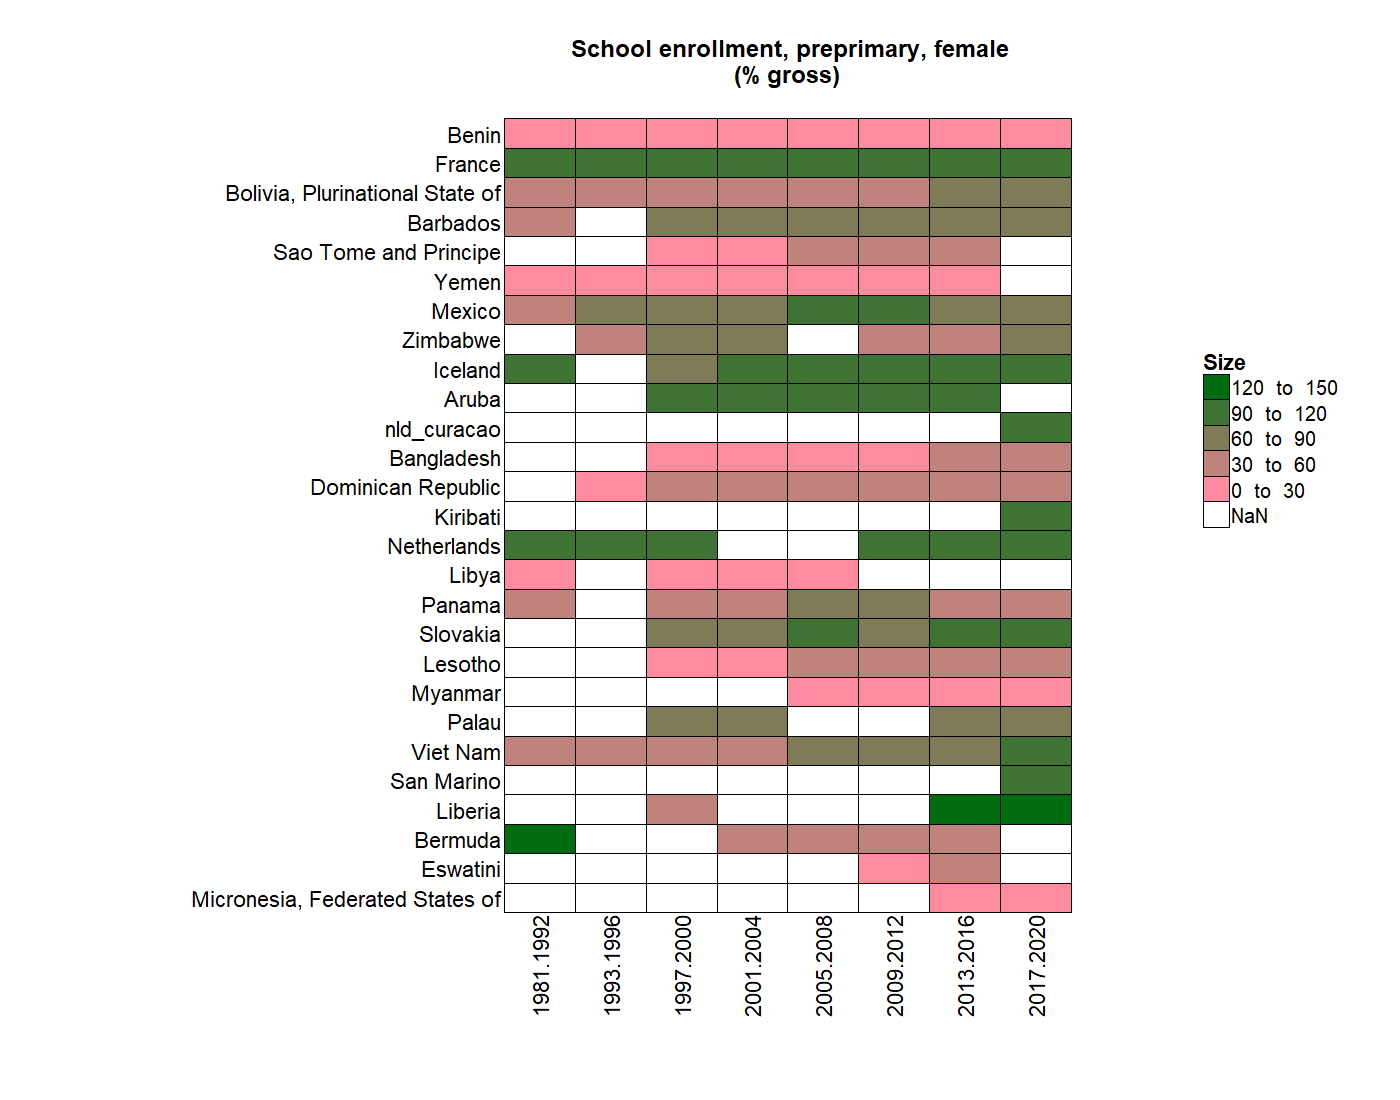 School enrollment, preprimary, female
(% gross)
Benin
France
Bolivia, Plurinational State of
Barbados
Sao Tome and Principe
Yemen
Mexico
Zimbabwe
Iceland
Aruba
nld_curacao
Bangladesh
Dominican Republic
Kiribati
Netherlands
Libya
Panama
Slovakia
Lesotho
Myanmar
Palau
Viet Nam
San Marino
Liberia
Bermuda
Eswatini
Micronesia, Federated States of
1981.1992
1993.1996
1997.2000
2001.2004
2005.2008
2009.2012
2013.2016
2017.2020
Size
120 to 150
90 to 120
60 to 90
30 to 60
0 to 30
NaN